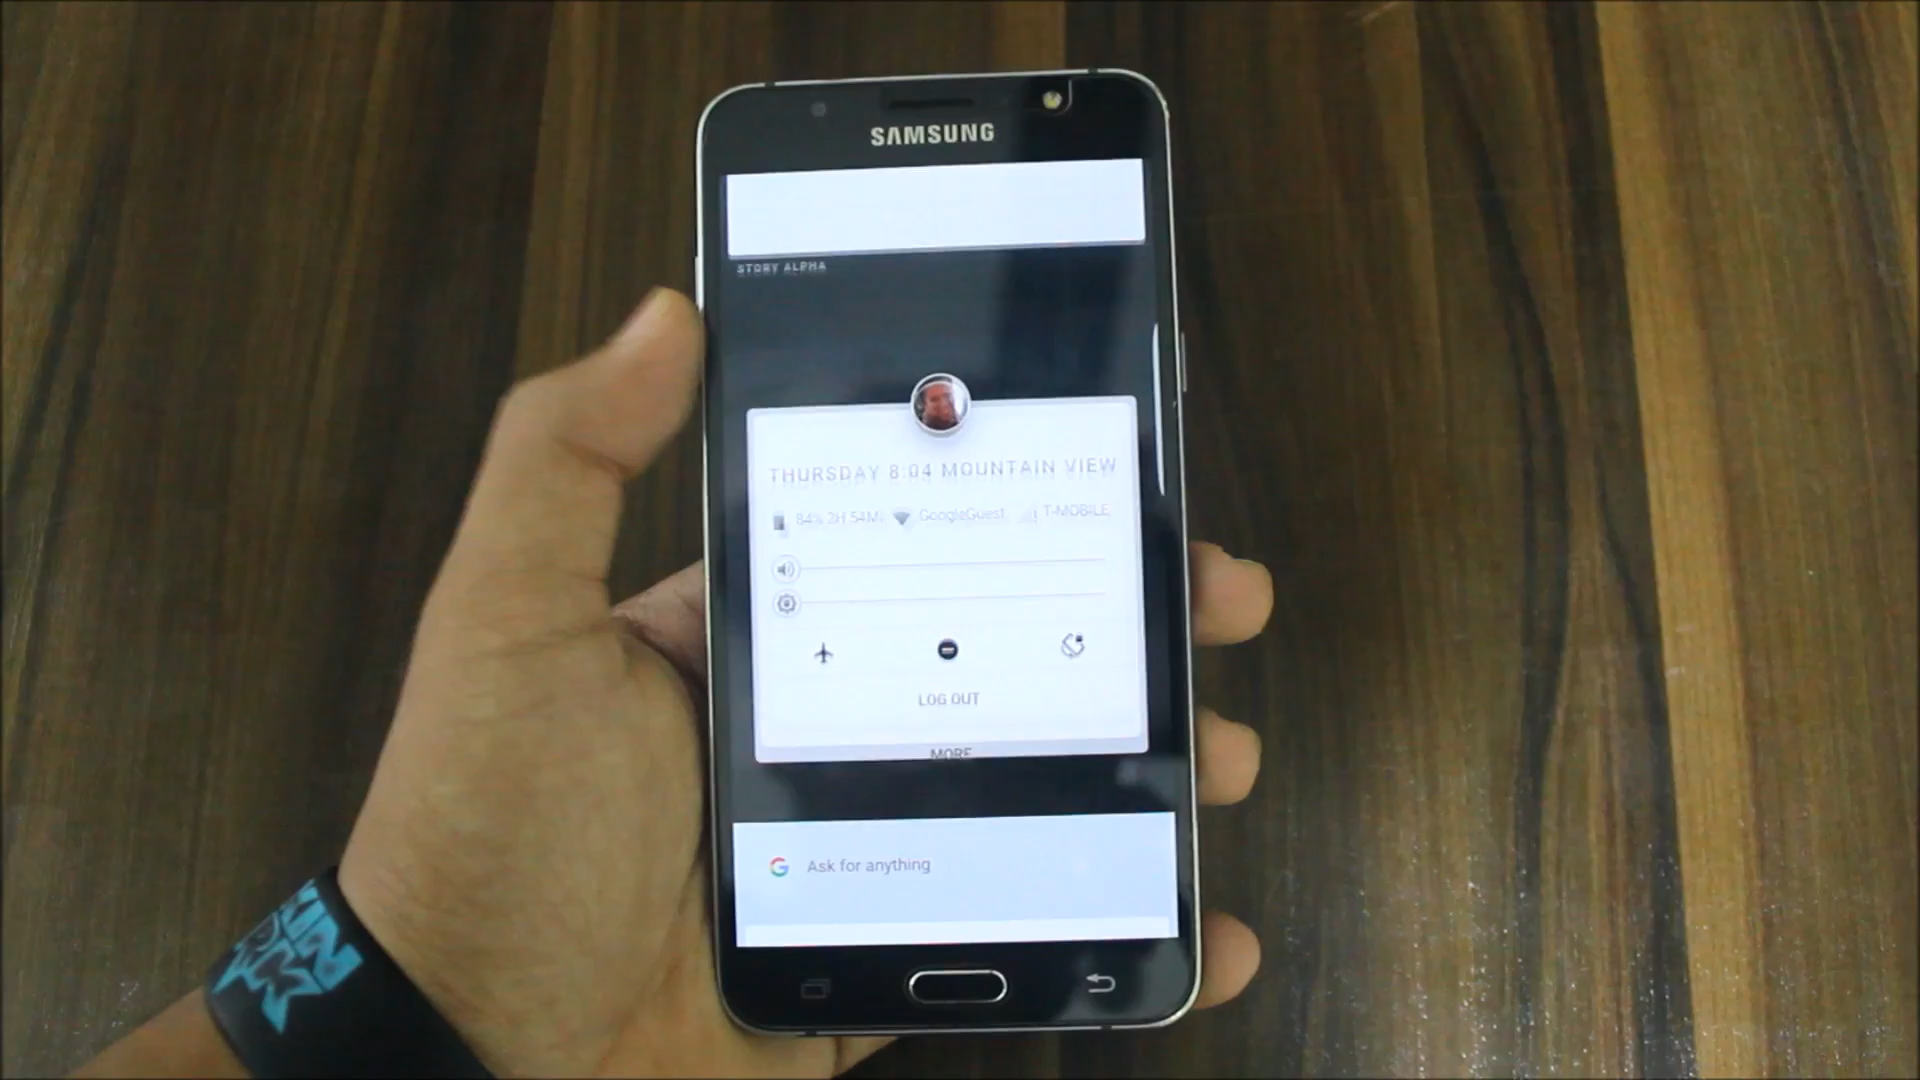 SAMSUNG
STORY ALPHA
THURSDAY 8:04 MOUNTAIN VIEW
84% 2H 54M GoogleGuest T-MOBILE
LOG OUT
MORE
Ask for anything